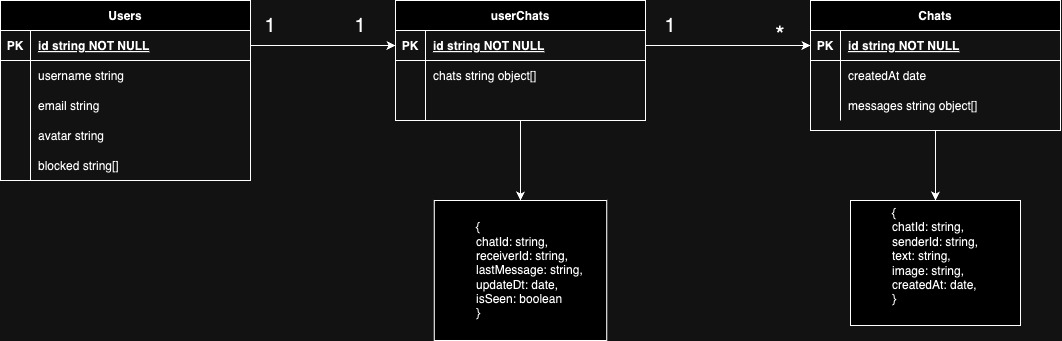 Users
PK id string NOT NULL
username string
email string
avatar string
blocked string[]
1 1
userChats
PK id string NOT NULL
chats string object[]
1 *
Chats
PK id string NOT NULL
createdAt date
messages string object[]
{
chatId: string,
receiverId: string,
lastMessage: string,
updateDt: date,
isSeen: boolean
}
{
chatId: string,
senderId: string,
text: string,
image: string,
createdAt: date,
}